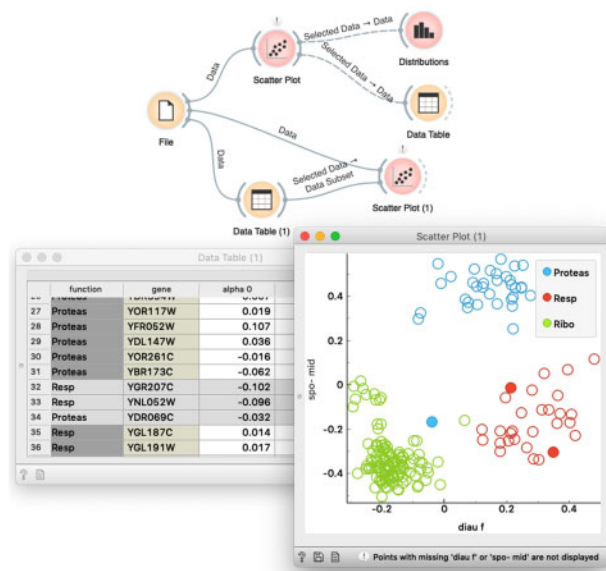 Selected Data → Data
Distributions
Data
Scatter Plot
Selected Data → Data
File
Data
Data Table
Data
Selected Data →
Data Subset
Data Table (1)
Scatter Plot (1)
Data Table (1)
function gene alpha 0
27 Proteas YOR117W 0.019
28 Proteas YFR052W 0.107
29 Proteas YDL147W 0.036
30 Proteas YOR261C -0.016
31 Proteas YBR173C -0.062
32 Resp YGR207C -0.102
33 Resp YNL052W -0.096
34 Proteas YDR069C -0.032
35 Resp YGL187C 0.014
36 Resp YGL191W 0.017
Scatter Plot (1)
Proteas
Resp
Ribo
0.4
0.2
0
-0.2
-0.4
spo- mid
-0.2 0 0.2 0.4
diau f
Points with missing 'diau f' or 'spo- mid' are not displayed